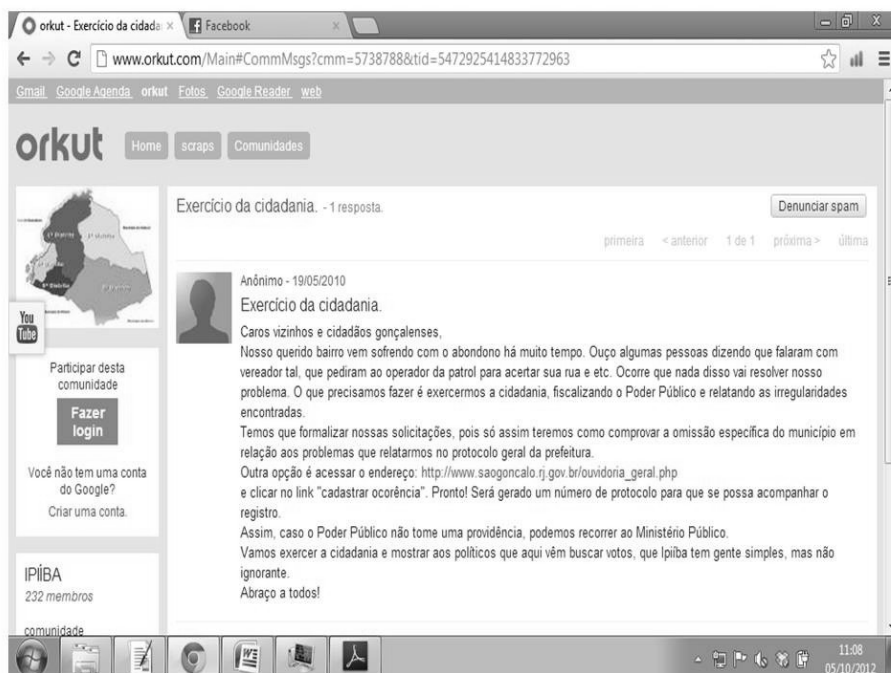 orkut - Exercício da cidada
Facebook
www.orkut.com/Main#CommMsgs?cmm=5738788&tid=5472925414833772963
Gmail Google Agenda orkut Fotos Google Reader web
orkut Home scraps Comunidades
Exercício da cidadania. - 1 resposta.
Denunciar spam
primeira < anterior 1 de 1 próxima > última
Anônimo - 19/05/2010
Exercício da cidadania.
Caros vizinhos e cidadãos gonçalenses,
Nosso querido bairro vem sofrendo com o abondono há muito tempo. Ouço algumas pessoas dizendo que falaram com
vereador tal, que pediram ao operador da patrol para acertar sua rua e etc. Ocorre que nada disso vai resolver nosso
problema. O que precisamos fazer é exercermos a cidadania, fiscalizando o Poder Público e relatando as irregularidades
encontradas.
Temos que formalizar nossas solicitações, pois só assim teremos como comprovar a omissão específica do município em
relação aos problemas que relatarmos no protocolo geral da prefeitura.
Outra opção é acessar o endereço: http://www.saogoncalo.rj.gov.br/ouvidoria_geral.php
e clicar no link "cadastrar ocorência". Pronto! Será gerado um número de protocolo para que se possa acompanhar o
registro.
Assim, caso o Poder Público não tome uma providência, podemos recorrer ao Ministério Público.
Vamos exercer a cidadania e mostrar aos políticos que aqui vêm buscar votos, que Ipiíba tem gente simples, mas não
ignorante.
Abraço a todos!
You
Tube
Participar desta
comunidade
Fazer
login
Você não tem uma conta
do Google?
Criar uma conta.
IPIÍBA
232 membros
comunidade
11:08
05/10/2012